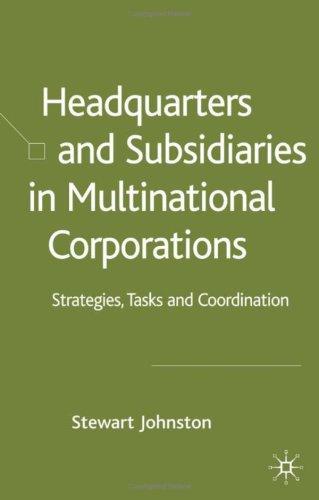 Headquarters
and Subsidiaries
in Multinational
Corporations
Strategies, Tasks and Coordination
Stewart Johnston